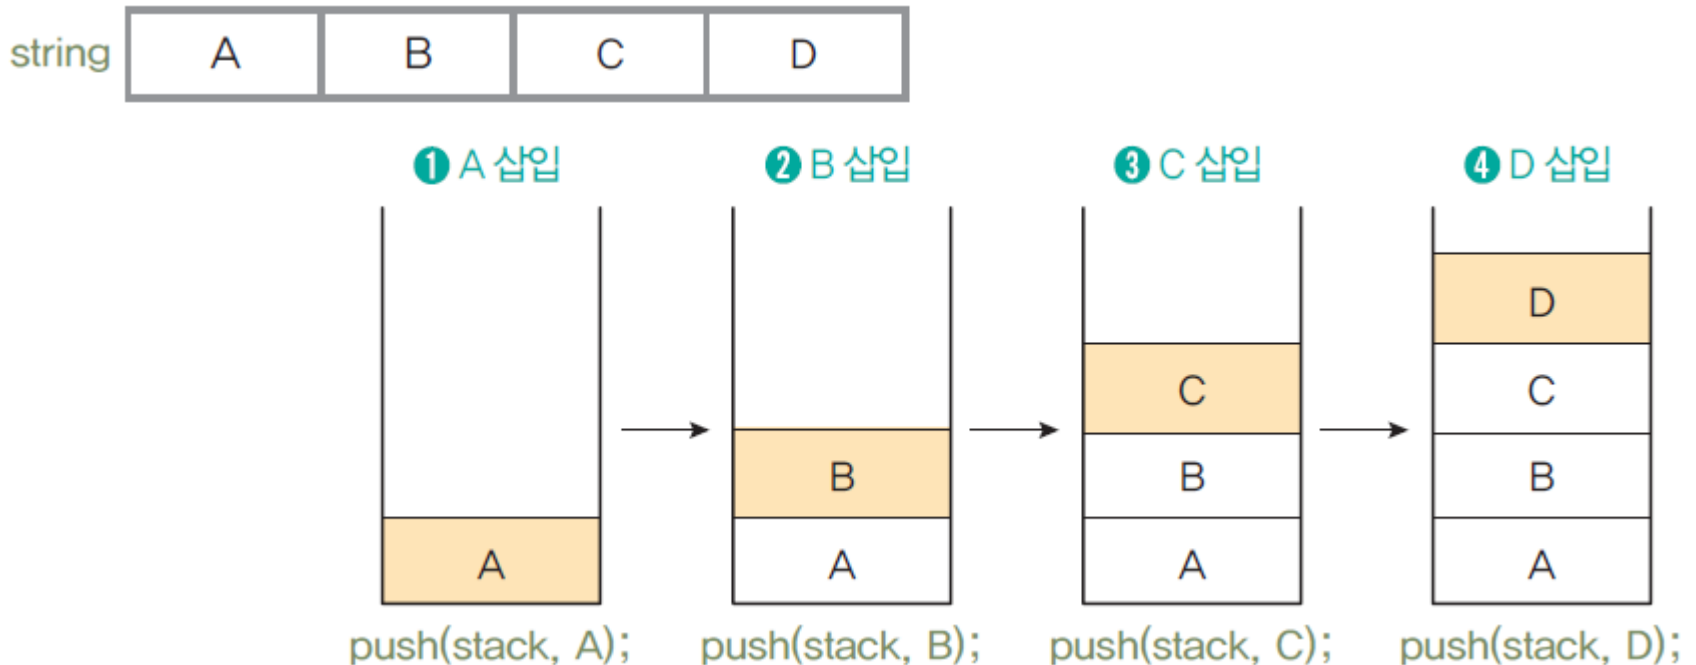 string A B C D
❶ A 삽입 ❷ B 삽입 ❸ C 삽입 ❹ D 삽입
D
C C
B B B
A A A A
push(stack, A); push(stack, B); push(stack, C); push(stack, D);